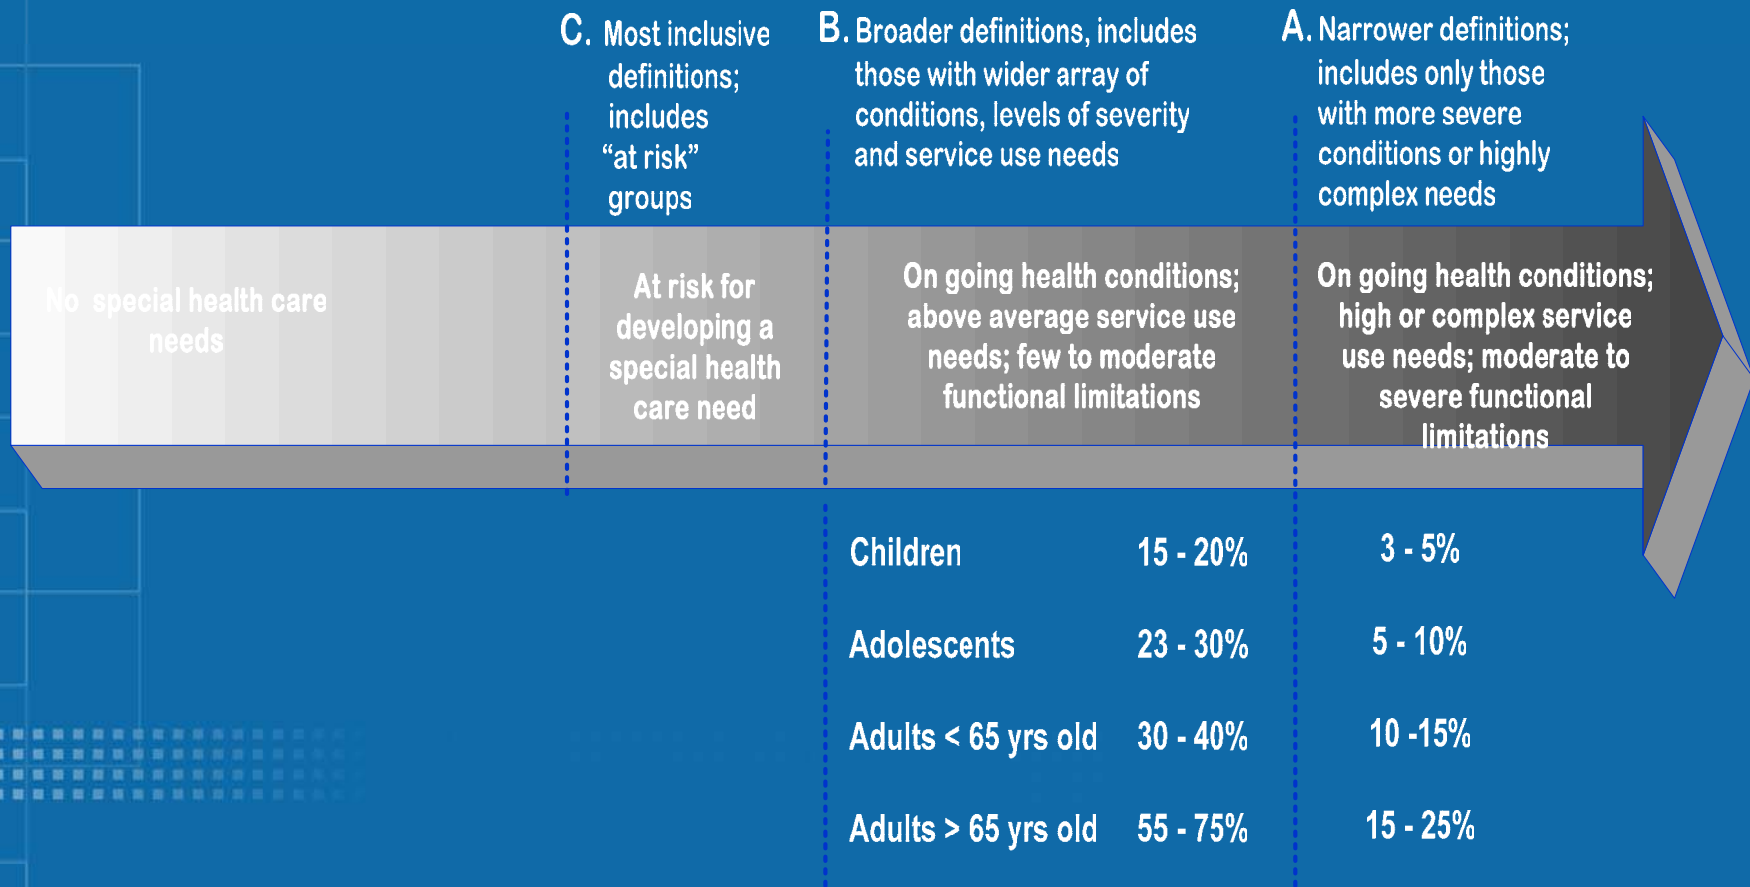 C. Most inclusive
definitions;
includes
“at risk”
groups
B. Broader definitions, includes
those with wider array of
conditions, levels of severity
and service use needs
A. Narrower definitions;
includes only those
with more severe
conditions or highly
complex needs
No special health care
needs
At risk for
developing a
special health
care need
On going health conditions;
above average service use
needs; few to moderate
functional limitations
On going health conditions;
high or complex service
use needs; moderate to
severe functional
limitations
Children 15 - 20% 3 - 5%
Adolescents 23 - 30% 5 - 10%
Adults < 65 yrs old 30 - 40% 10 -15%
Adults > 65 yrs old 55 - 75% 15 - 25%